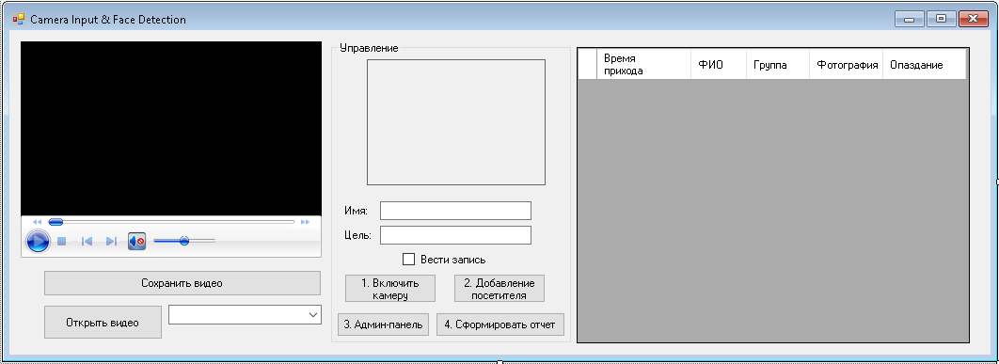 Camera Input & Face Detection
Управление
Имя:
Цель:
Вести запись
1. Включить
камеру
2. Добавление
посетителя
3. Админ-панель
4. Сформировать отчет
Сохранить видео
Открыть видео
Время
прихода
ФИО
Группа
Фотография
Опаздание